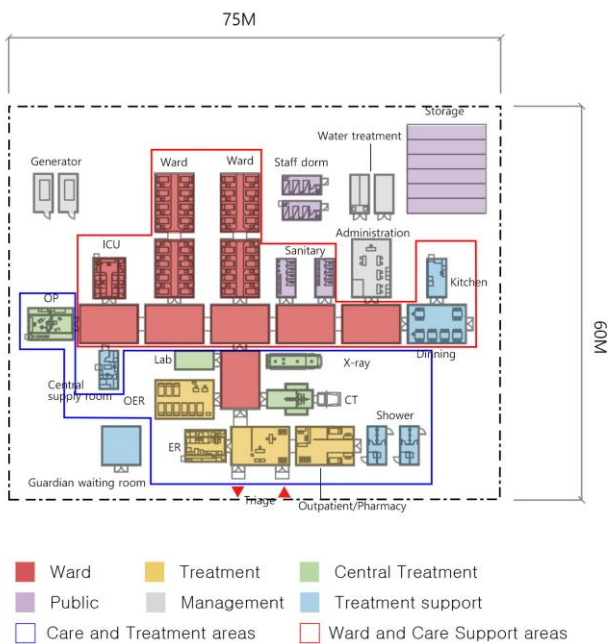 75M
Storage
Water treatment
Generator
Ward
Ward
Staff dorm
Administration
ICU
Sanitary
Kitchen
OP
60M
Dinning
Lab
X-ray
Central
supply room
OER
CT
Shower
ER
Guardian waiting room
Triage
Outpatient/Pharmacy
Ward
Treatment
Central Treatment
Public
Management
Treatment support
Care and Treatment areas
Ward and Care Support areas